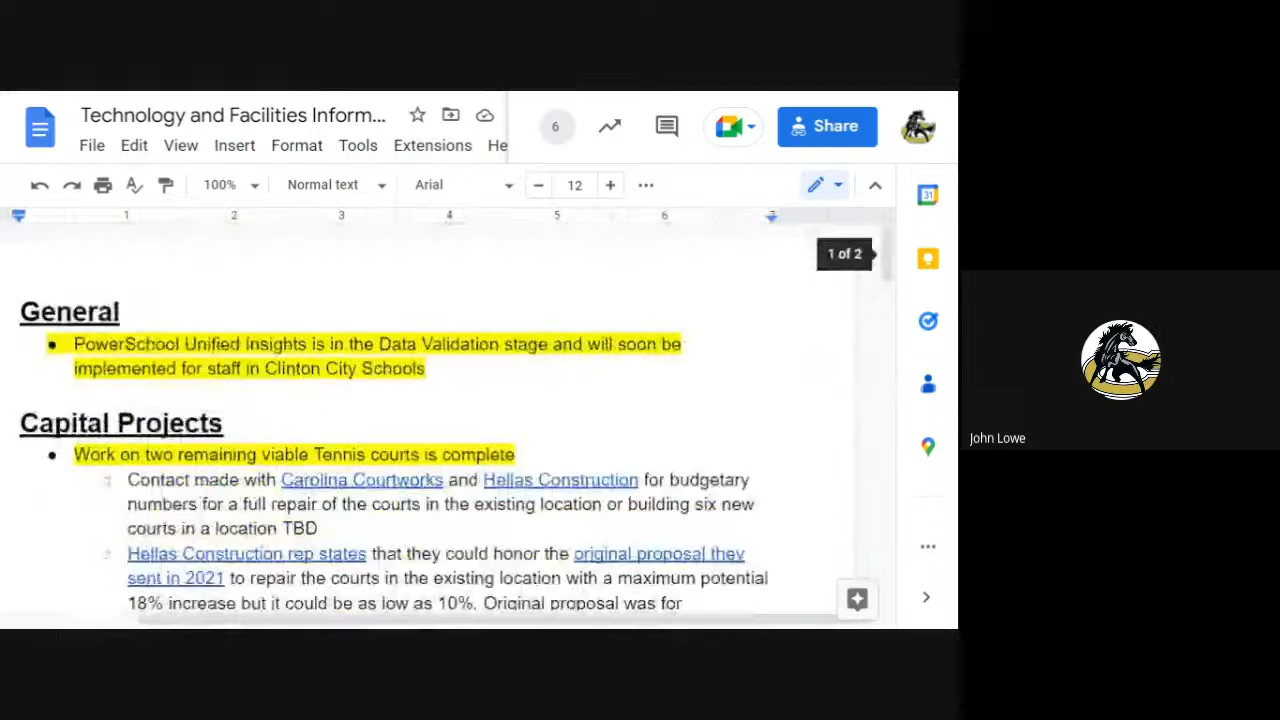 Technology and Facilities Inform...
6
Share
File Edit View Insert Format Tools Extensions He
100% Normal text Arial 12
1 2 3 4 5 6 7
31
1 of 2
General
PowerSchool Unified Insights is in the Data Validation stage and will soon be
implemented for staff in Clinton City Schools
Capital Projects
Work on two remaining viable Tennis courts is complete
Contact made with Carolina Courtworks and Hellas Construction for budgetary
numbers for a full repair of the courts in the existing location or building six new
courts in a location TBD
Hellas Construction rep states that they could honor the original proposal they
sent in 2021 to repair the courts in the existing location with a maximum potential
18% increase but it could be as low as 10%. Original proposal was for
John Lowe